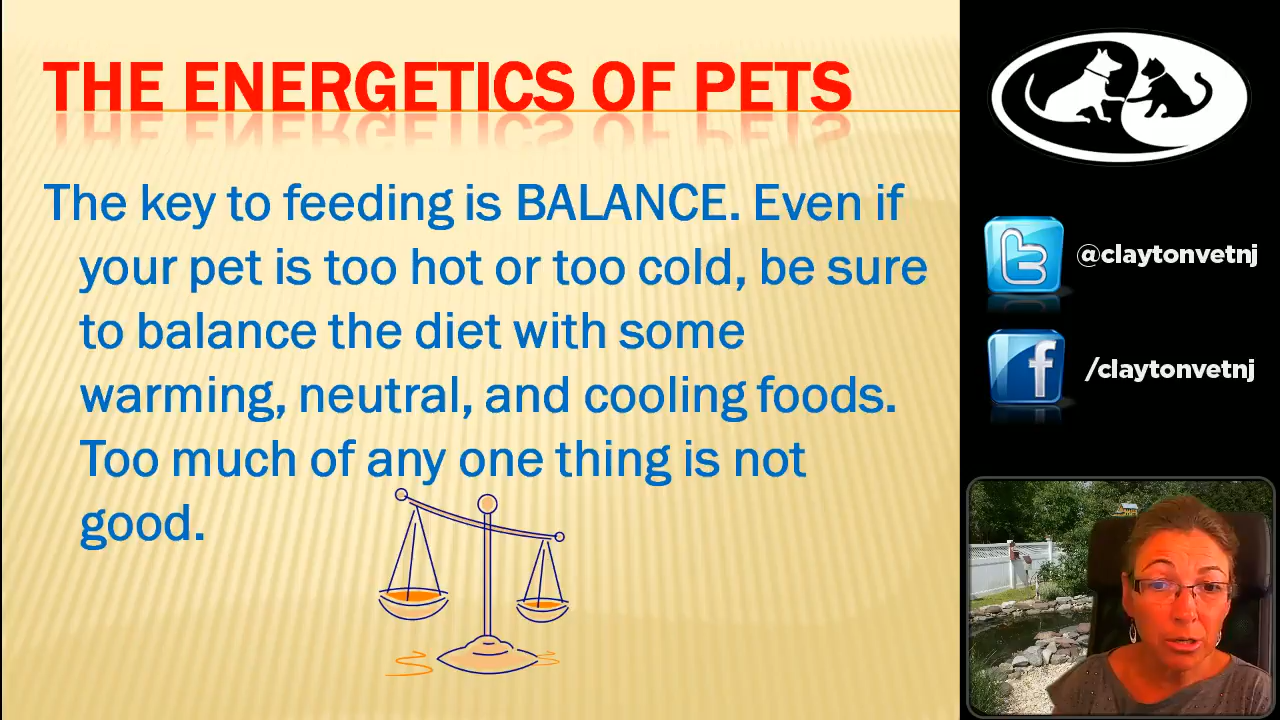 THE ENERGETICS OF PETS
The key to feeding is BALANCE. Even if
your pet is too hot or too cold, be sure
to balance the diet with some
warming, neutral, and cooling foods.
Too much of any one thing is not
good.
@claytonvetnj
/claytonvetnj